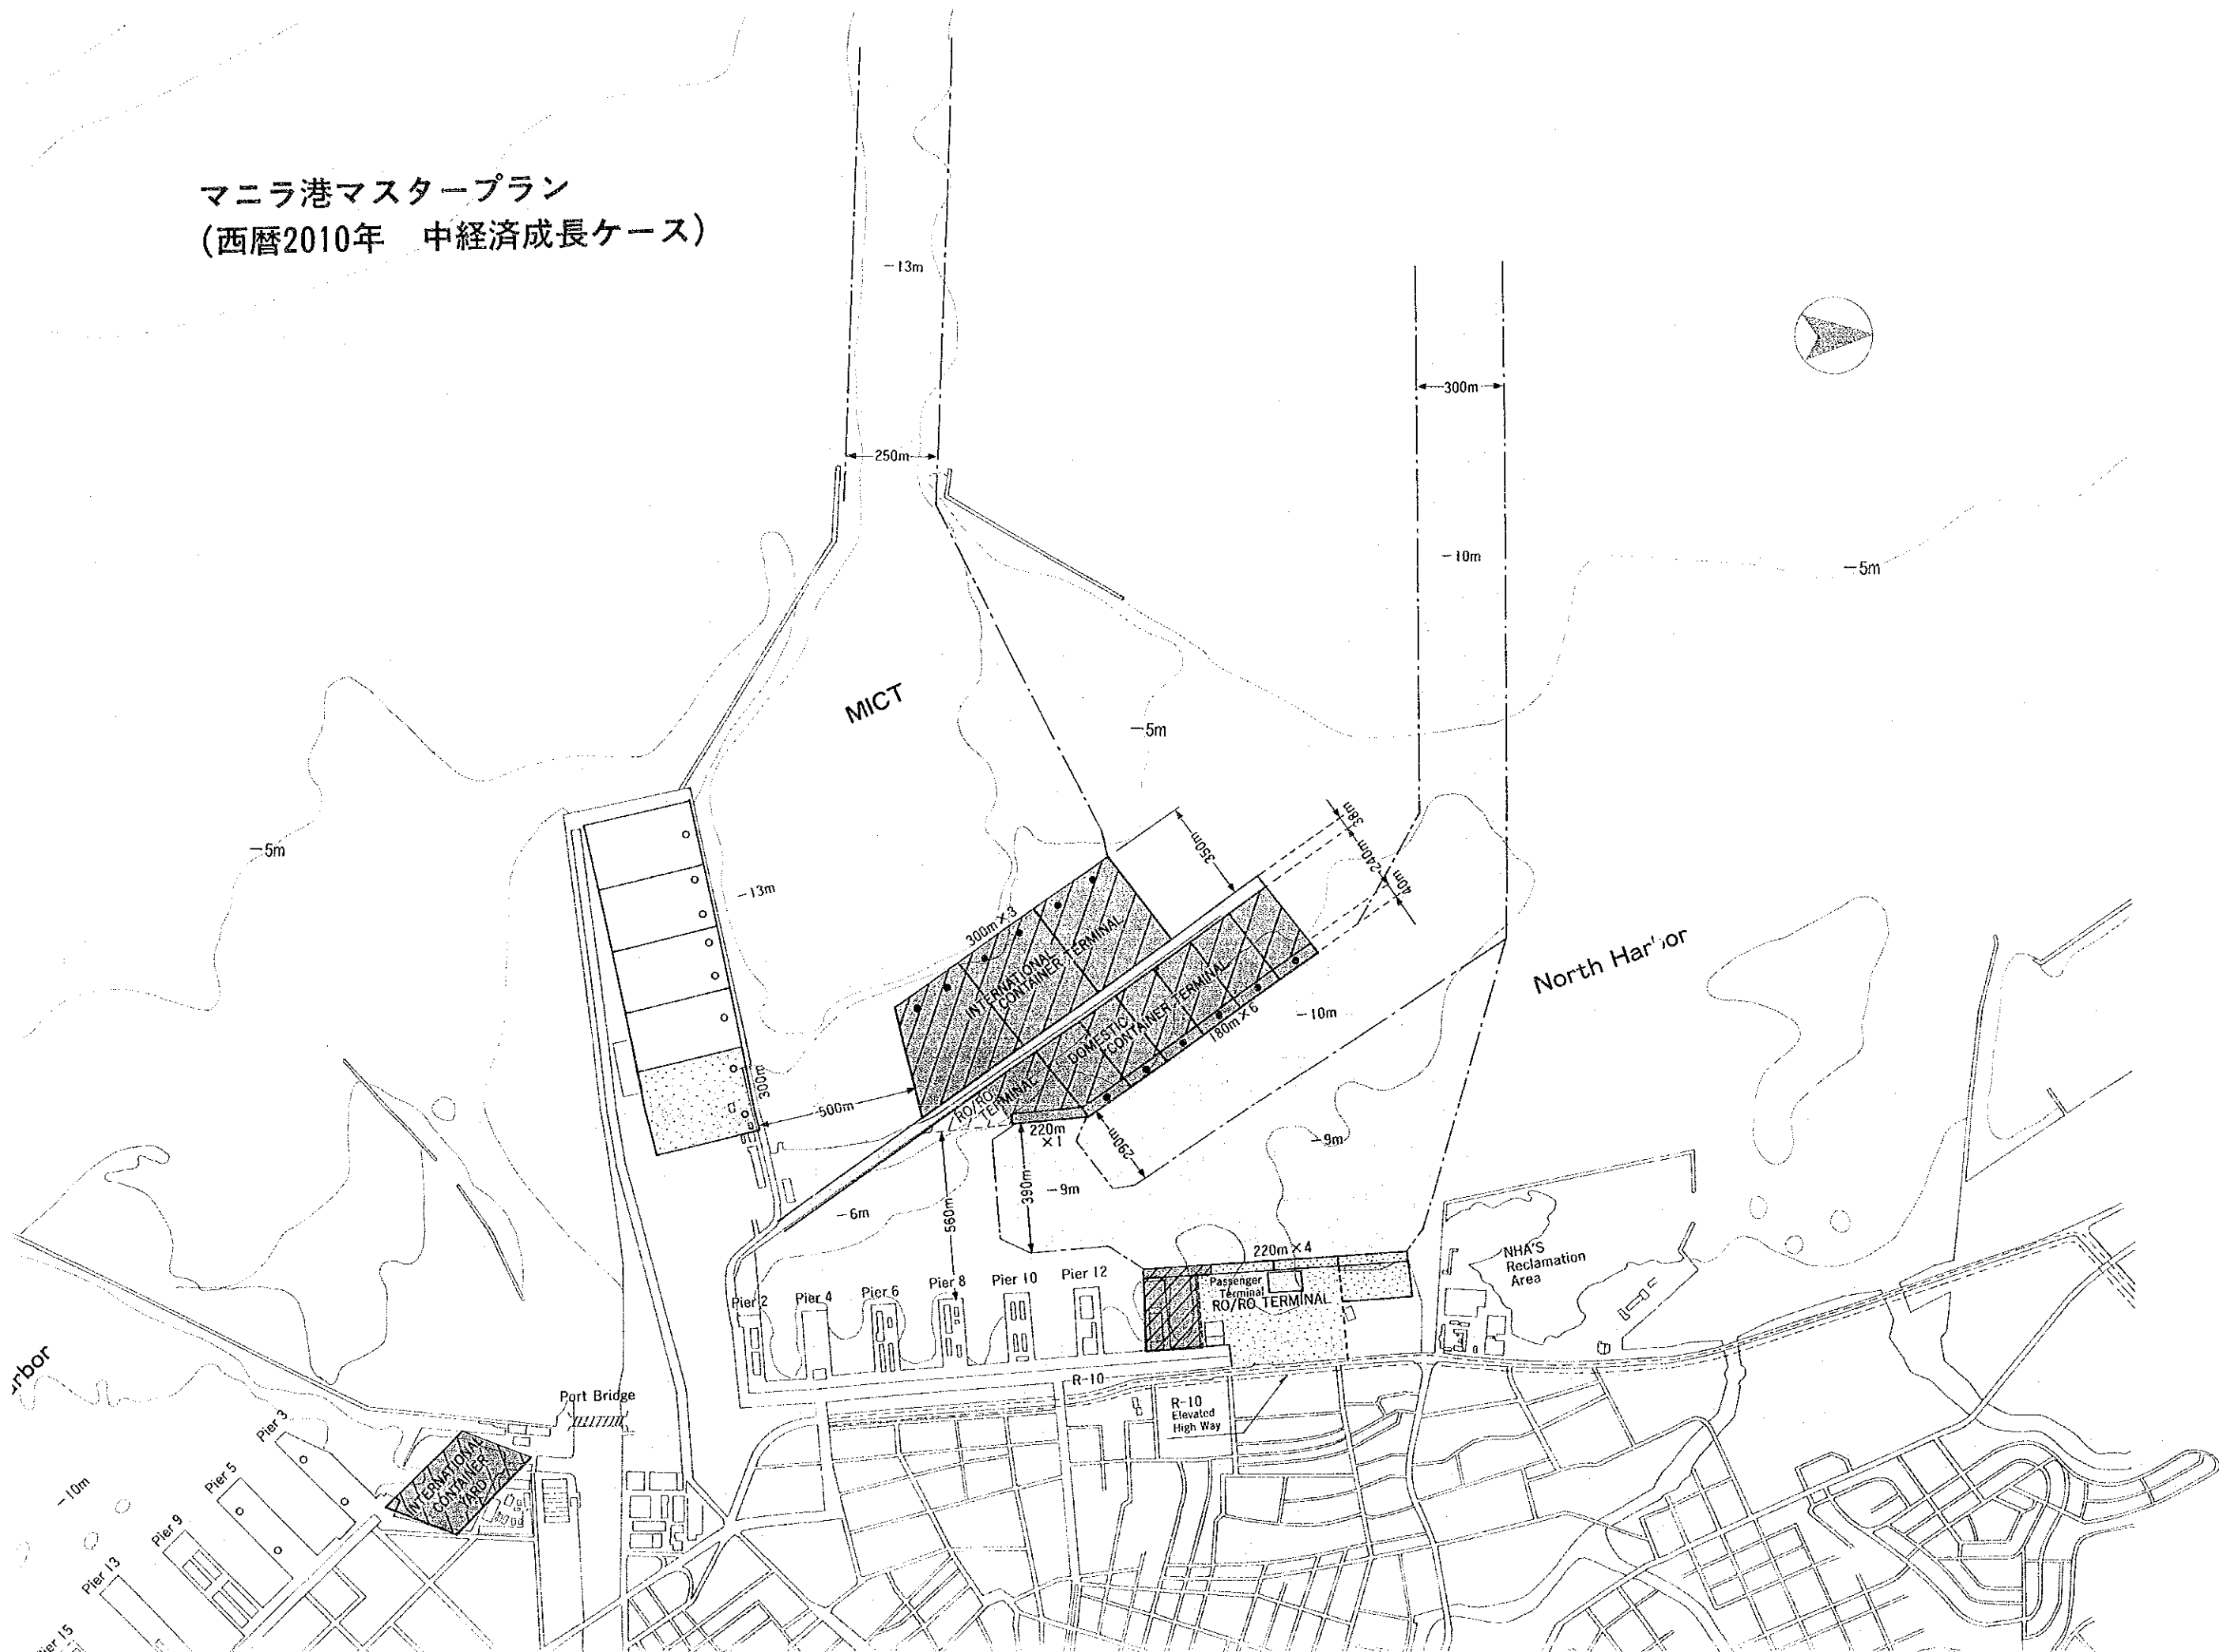 マニラ港マスタープラン
(西暦2010年　中経済成長ケース)
-13m
300m
250m
-10m
-5m
MICT
-5m
-5m
350m
38m
240m
40m
-13m
300m×3
INTERNATIONAL
CONTAINER TERMINAL
DOMESTIC
CONTAINER TERMINAL
180m×6
-10m
North Harbor
RO/RO
TERMINAL
300m
500m
220m
×1
290m
-9m
390m
-9m
560m
-6m
220m×4
NHA'S
Reclamation
Area
Passenger
Terminal
RO/RO TERMINAL
Pier 2
Pier 4
Pier 6
Pier 8
Pier 10
Pier 12
R-10
R-10
Elevated
High Way
Port Bridge
INTERNATIONAL
CONTAINER
YARD
rbor
-10m
Pier 3
Pier 5
Pier 9
Pier 13
ier 15